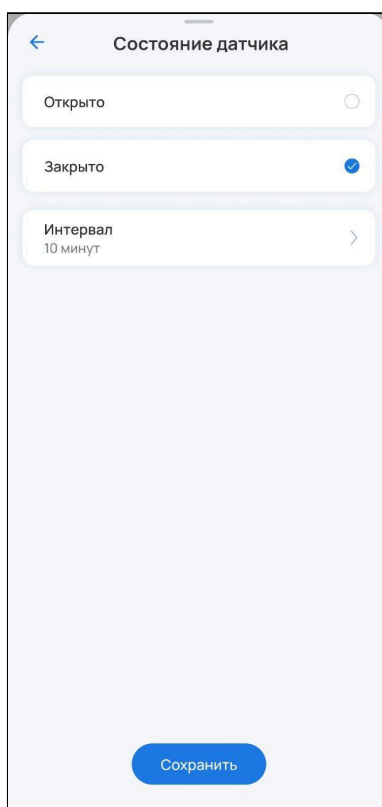 Состояние датчика
Открыто
Закрыто
Интервал
10 минут
Сохранить